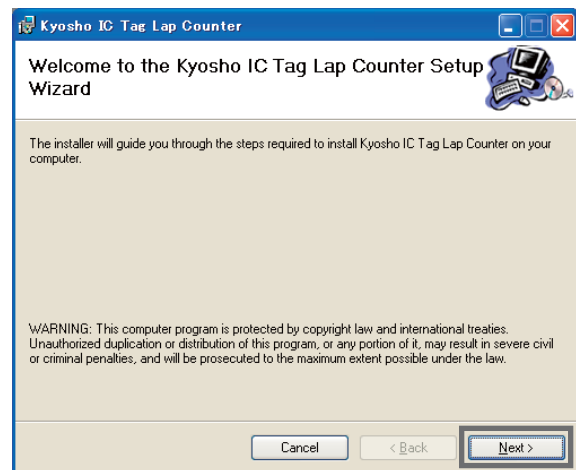 Kyosho IC Tag Lap Counter
Welcome to the Kyosho IC Tag Lap Counter Setup
Wizard
The installer will guide you through the steps required to install Kyosho IC Tag Lap Counter on your
computer.
WARNING: This computer program is protected by copyright law and international treaties.
Unauthorized duplication or distribution of this program, or any portion of it, may result in severe civil
or criminal penalties, and will be prosecuted to the maximum extent possible under the law.
Cancel
< Back
Next >